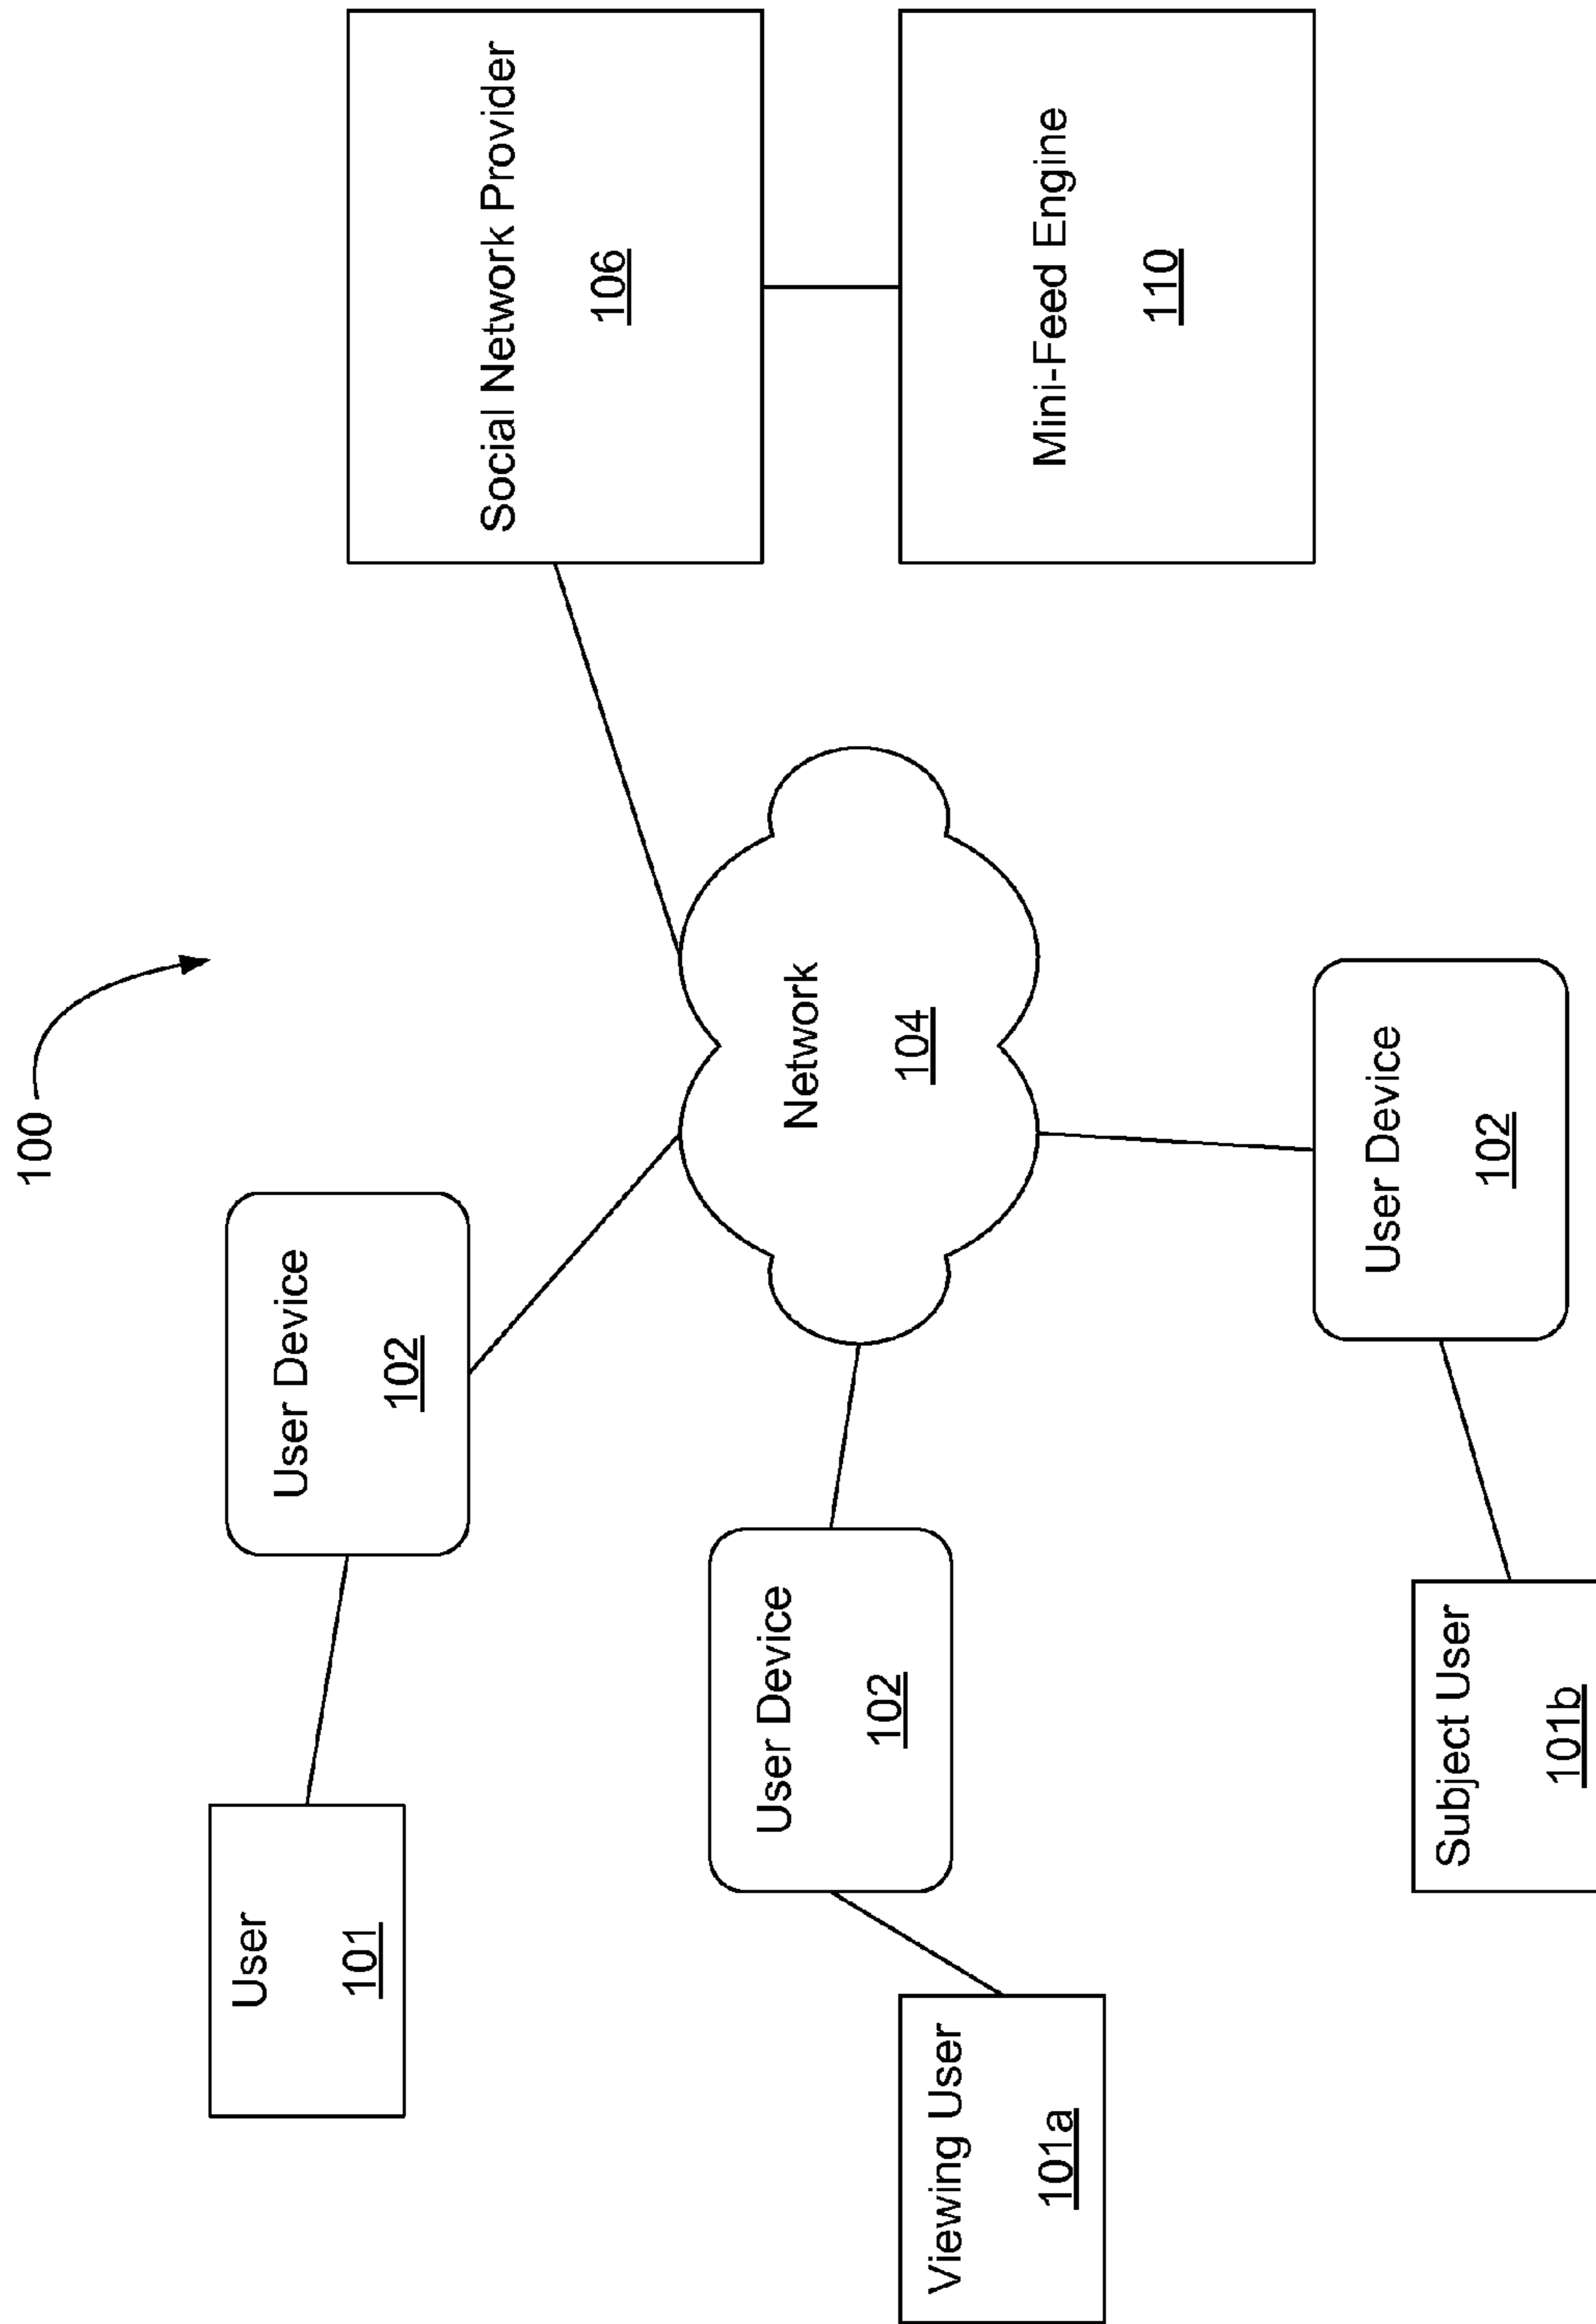 100
User
101
User Device
102
Viewing User
101a
User Device
102
Subject User
101b
User Device
102
Network
104
Social Network Provider
106
Mini-Feed Engine
110